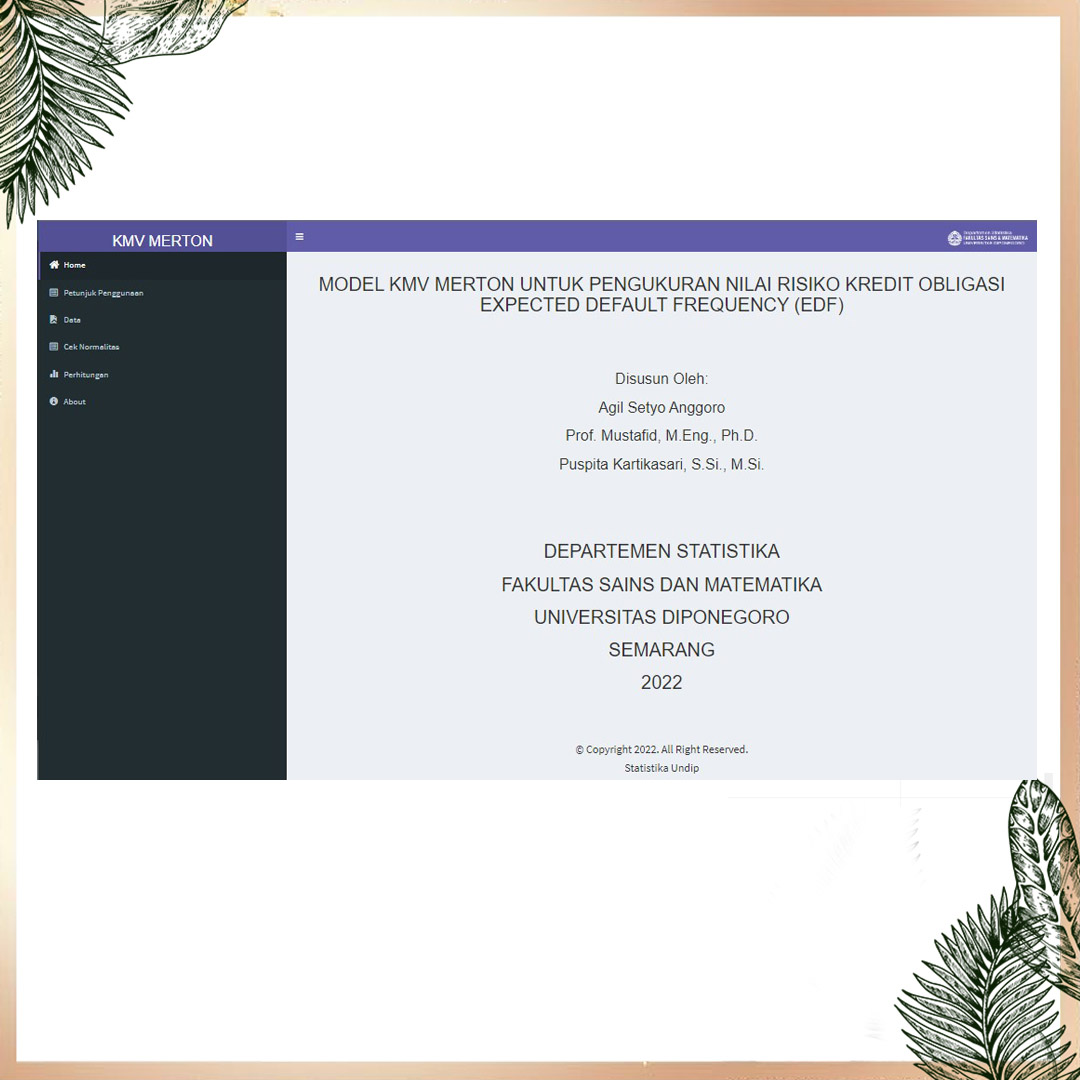 KMV MERTON
Home
Petunjuk Penggunaan
Data
Cek Normalitas
Perhitungan
About
FAKULTAS SAINS & MATEMATIKA
MODEL KMV MERTON UNTUK PENGUKURAN NILAI RISIKO KREDIT OBLIGASI
EXPECTED DEFAULT FREQUENCY (EDF)
Disusun Oleh:
Agil Setyo Anggoro
Prof. Mustafid, M.Eng., Ph.D.
Puspita Kartikasari, S.Si., M.Si.
DEPARTEMEN STATISTIKA
FAKULTAS SAINS DAN MATEMATIKA
UNIVERSITAS DIPONEGORO
SEMARANG
2022
© Copyright 2022. All Right Reserved.
Statistika Undip